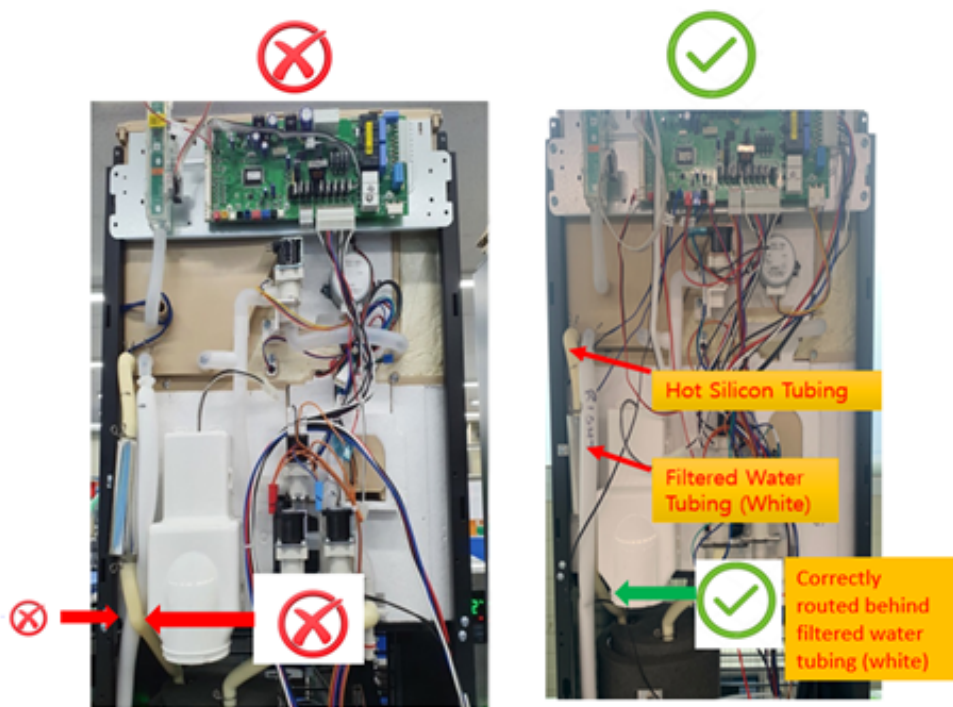 Hot Silicon Tubing
Filtered Water
Tubing (White)
Correctly
routed behind
filtered water
tubing (white)